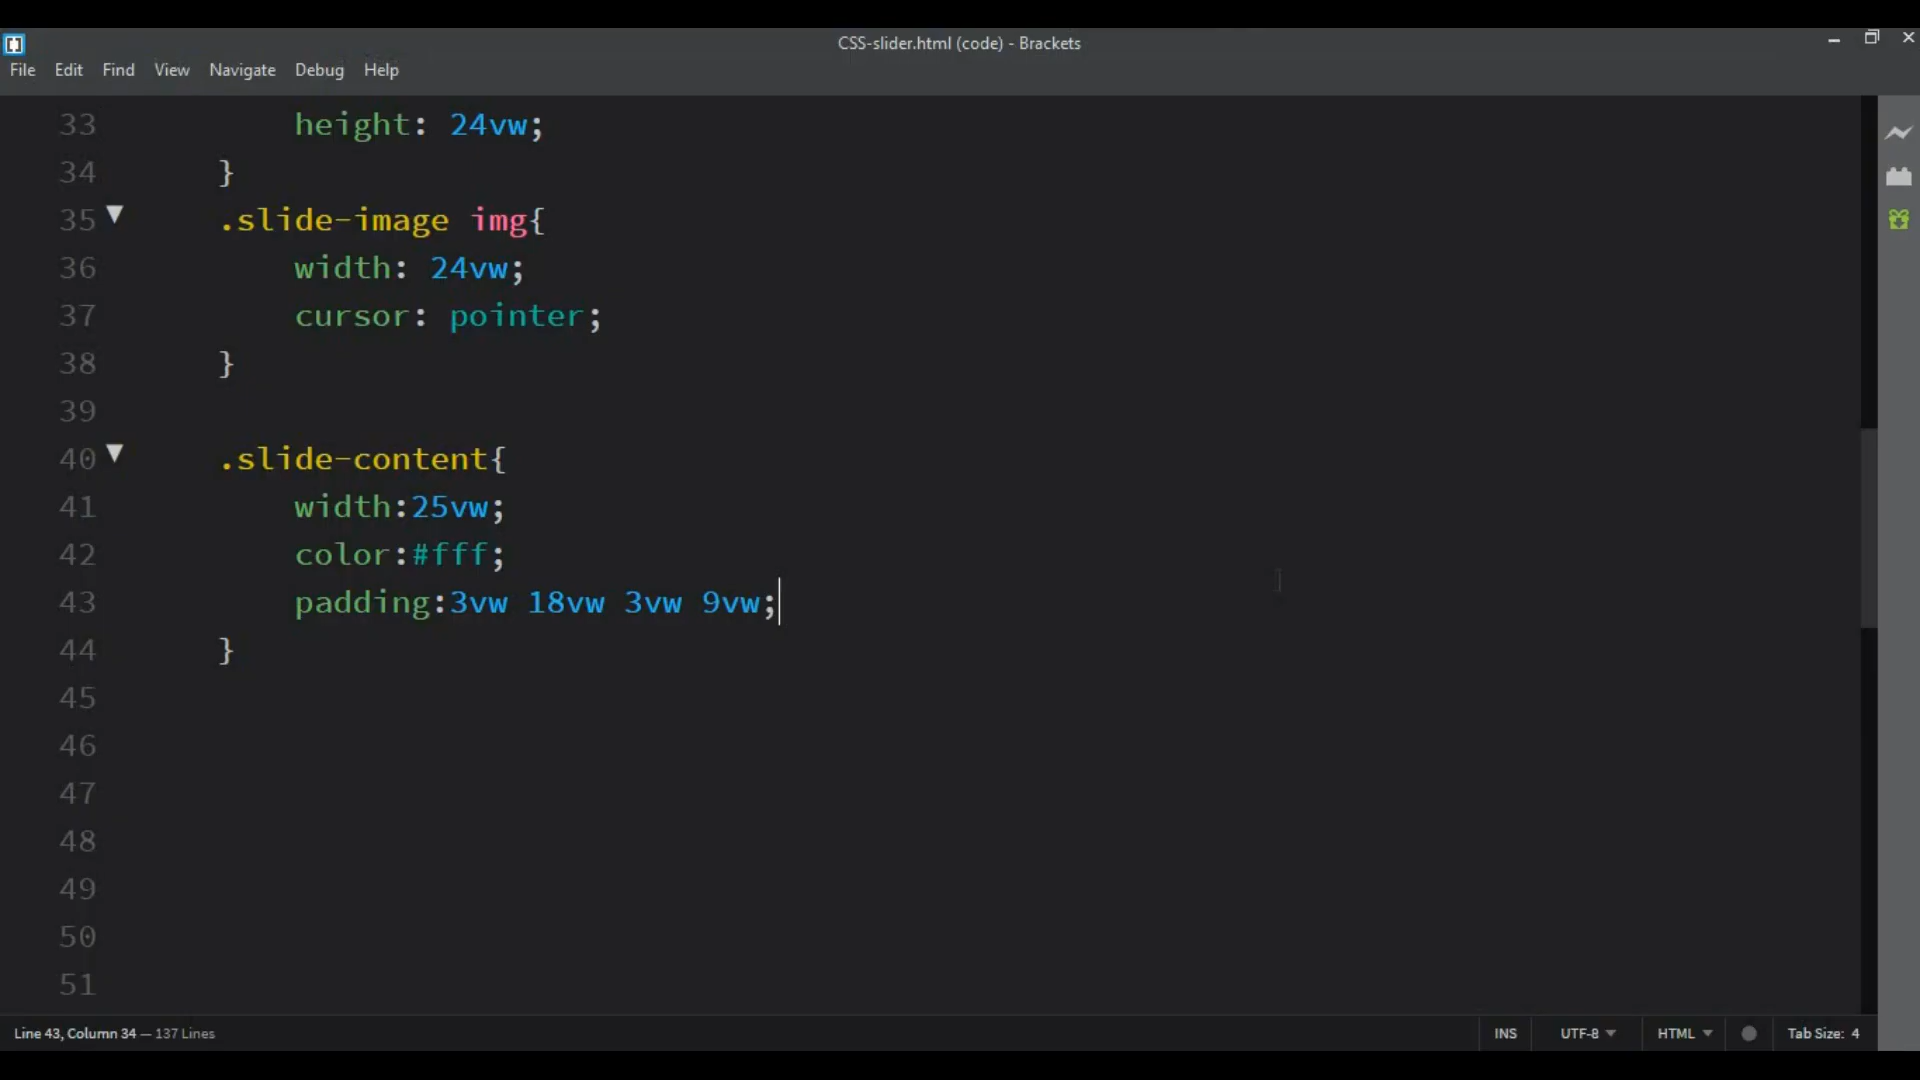 CSS-slider.html (code) - Brackets
File Edit Find View Navigate Debug Help
33 height: 24vw;
34 }
35 .slide-image img{
36 width: 24vw;
37 cursor: pointer;
38 }
39
40 .slide-content{
41 width:25vw;
42 color:#fff;
43 padding:3vw 18vw 3vw 9vw;
44 }
45
46
47
48
49
50
51
Line 43, Column 34 — 137 Lines INS UTF-8 HTML Tab Size: 4